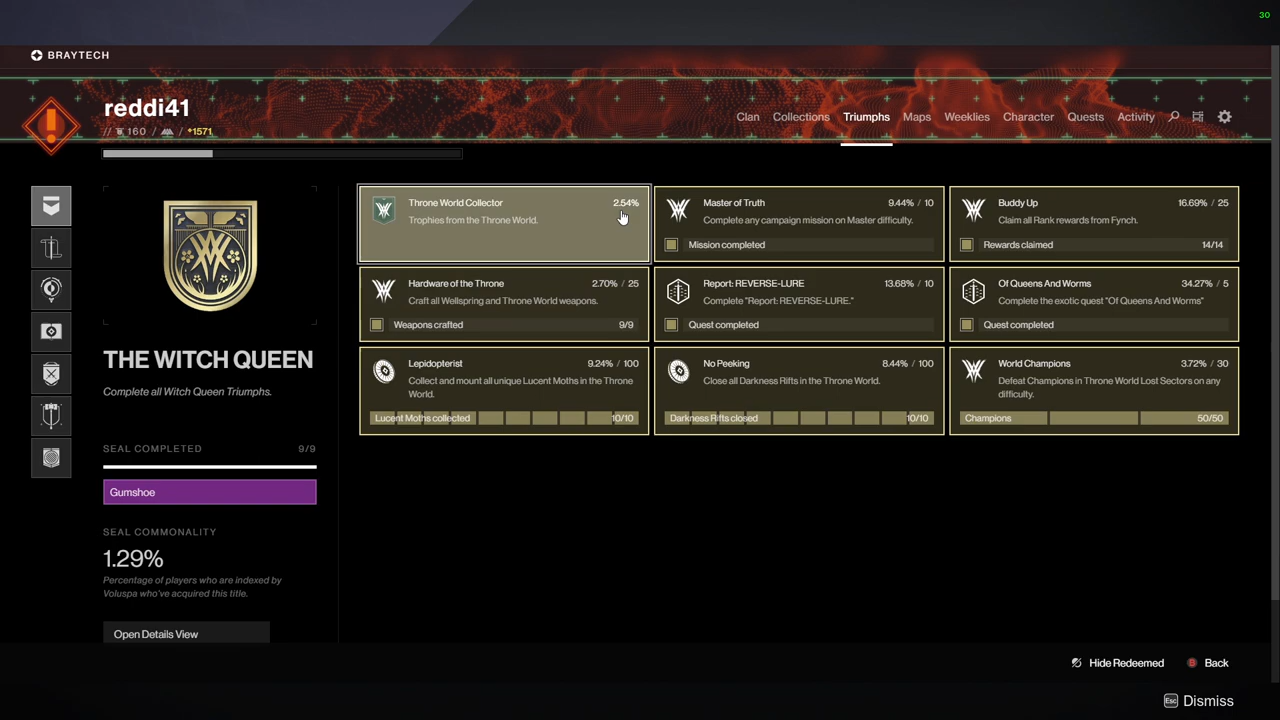 30
BRAYTECH
reddi41
// 160 / / +1571
Clan Collections Triumphs Maps Weeklies Character Quests Activity
THE WITCH QUEEN
Complete all Witch Queen Triumphs.
SEAL COMPLETED 9/9
Gumshoe
SEAL COMMONALITY
1.29%
Percentage of players who are indexed by
Voluspa who've acquired this title.
Open Details View
Throne World Collector 2.54%
Trophies from the Throne World.
Master of Truth 9.44% / 10
Complete any campaign mission on Master difficulty.
Mission completed
Buddy Up 16.69% / 25
Claim all Rank rewards from Fynch.
Rewards claimed 14/14
Hardware of the Throne 2.70% / 25
Craft all Wellspring and Throne World weapons.
Weapons crafted 9/9
Report: REVERSE-LURE 13.68% / 10
Complete "Report: REVERSE-LURE."
Quest completed
Of Queens And Worms 34.27% / 5
Complete the exotic quest "Of Queens And Worms"
Quest completed
Lepidopterist 9.24% / 100
Collect and mount all unique Lucent Moths in the Throne
World.
Lucent Moths collected 10/10
No Peeking 8.44% / 100
Close all Darkness Rifts in the Throne World.
Darkness Rifts closed 10/10
World Champions 3.72% / 30
Defeat Champions in Throne World Lost Sectors on any
difficulty.
Champions 50/50
Hide Redeemed B Back
Esc Dismiss